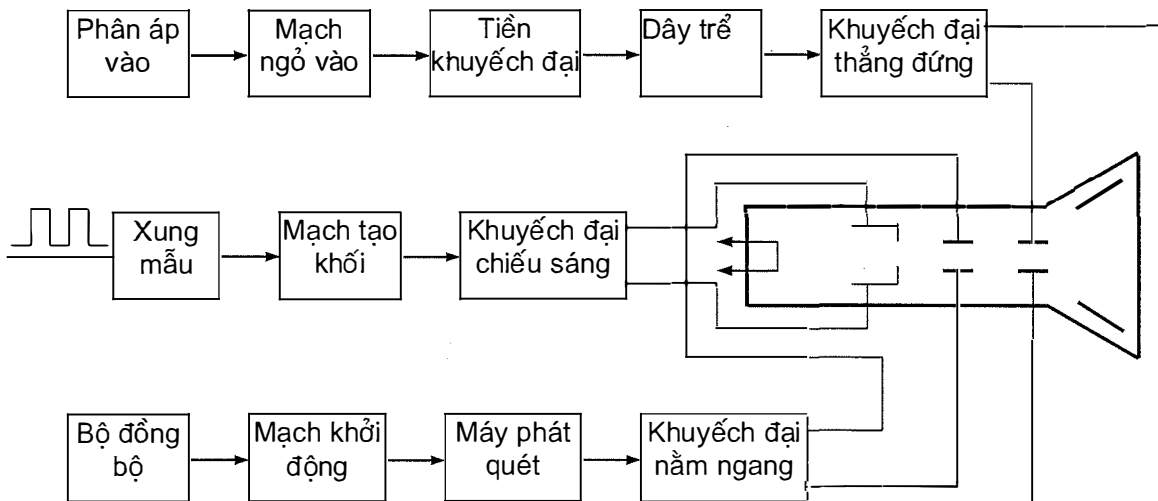 Phân áp
vào
Mạch
ngỏ vào
Tiền
khuyếch đại
Dây trể
Khuyếch đại
thẳng đứng
Xung
mẫu
Mạch tạo
khối
Khuyếch đại
chiếu sáng
Bộ đồng
bộ
Mạch khởi
động
Máy phát
quét
Khuyếch đại
nằm ngang